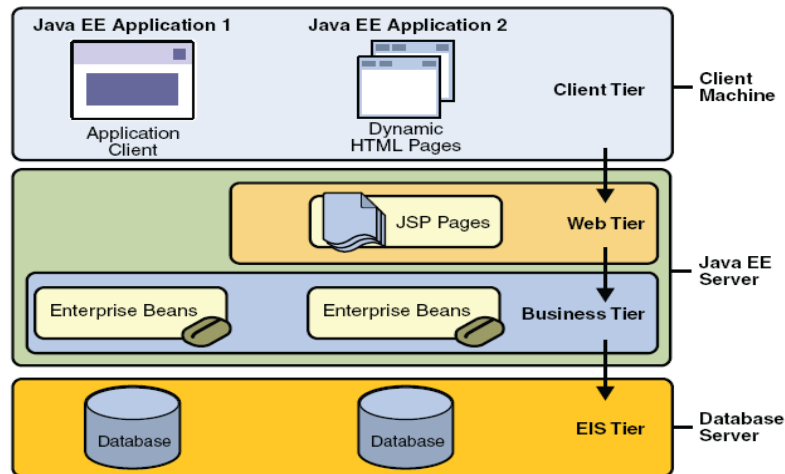 Java EE Application 1
Java EE Application 2
Application
Client
Dynamic
HTML Pages
Client Tier
Client
Machine
JSP Pages
Web Tier
Java EE
Server
Enterprise Beans
Enterprise Beans
Business Tier
Database
Database
EIS Tier
Database
Server